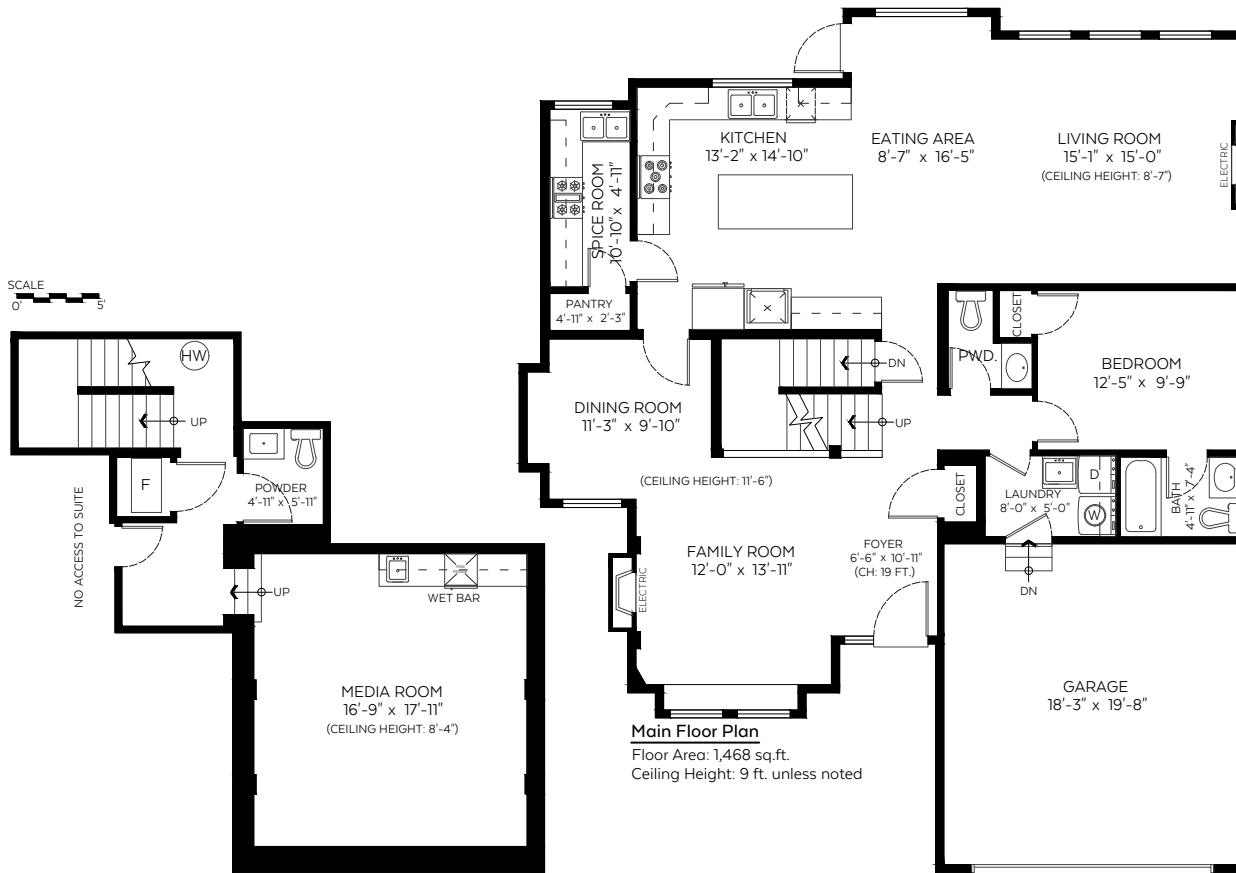 KITCHEN
13'-2" x 14'-10"
EATING AREA
8'-7" x 16'-5"
LIVING ROOM
15'-1" x 15'-0"
(CEILING HEIGHT: 8'-7")
ELECTRIC
SPICE ROOM
10'-10" x 4'-11"
X
SCALE
0'
5'
PANTRY
4'-11" x 2'-3"
X
CLOSET
HW
PWD.
DN
BEDROOM
12'-5" x 9'-9"
DINING ROOM
11'-3" x 9'-10"
UP
UP
(CEILING HEIGHT: 11'-6")
F
POWDER
4'-11" x 5'-11"
CLOSET
LAUNDRY
8'-0" x 5'-0"
D
W
BATH
4'-11" x 7'-4"
NO ACCESS TO SUITE
FAMILY ROOM
12'-0" x 13'-11"
FOYER
6'-6" x 10'-11"
(CH: 19 FT.)
ELECTRIC
UP
WET BAR
DN
MEDIA ROOM
16'-9" x 17'-11"
(CEILING HEIGHT: 8'-4")
GARAGE
18'-3" x 19'-8"
Main Floor Plan
Floor Area: 1,468 sq.ft.
Ceiling Height: 9 ft. unless noted